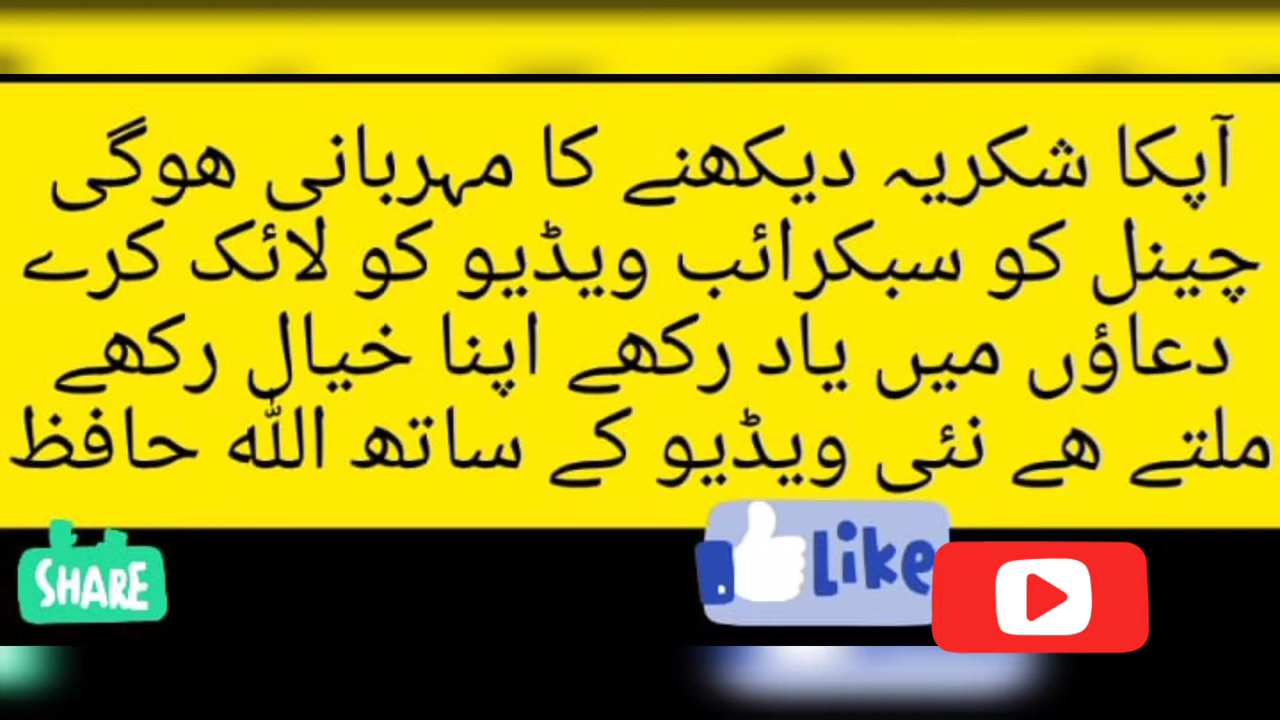 آپکا شکریہ دیکھنے کا مہربانی ھوگی
چینل کو سبکرائب ویڈیو کو لائک کرے
دعاؤں میں یاد رکھے اپنا خیال رکھے
ملتے ھے نئی ویڈیو کے ساتھ اللہ حافظ
SHARE
Like